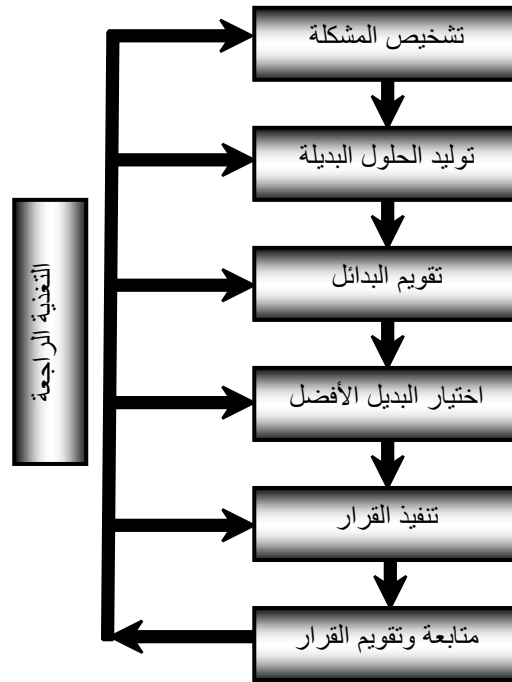 تشخيص المشكلة
توليد الحلول البديلة
تقويم البدائل
اختيار البديل الأفضل
تنفيذ القرار
متابعة وتقويم القرار
التغذية الراجعة